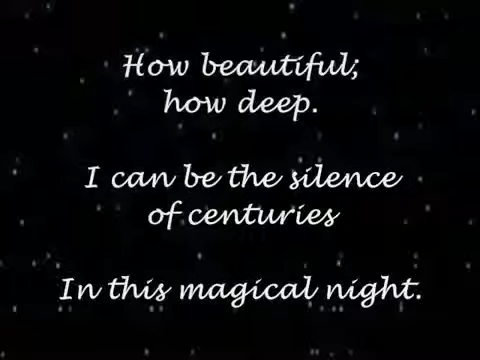 How beautiful;
how deep.
I can be the silence
of centuries
In this magical night.